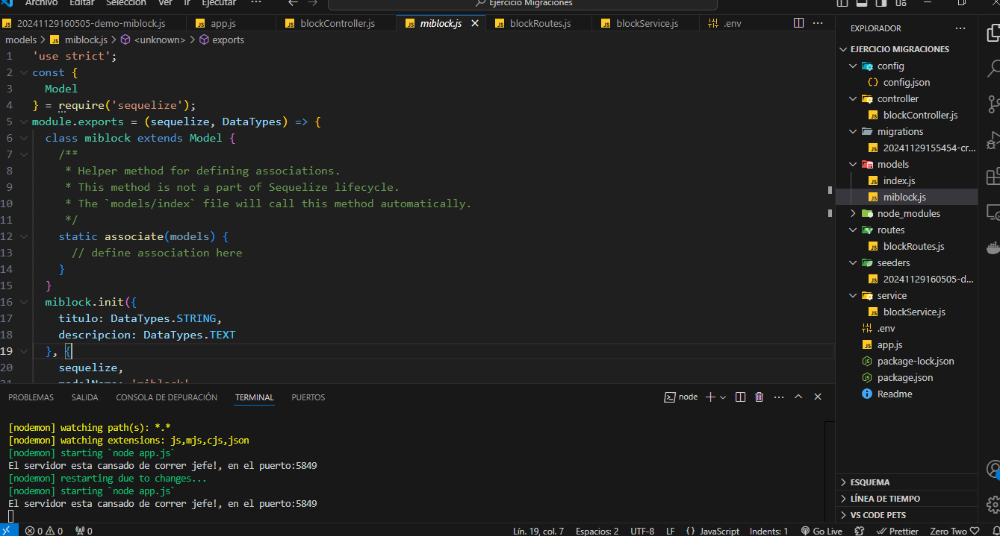 Archivo Editar Selección Ver Ir Ejecutar ··· Ejercicio Migraciones
20241129160505-demo-miblock.js app.js blockController.js miblock.js blockRoutes.js blockService.js .env
models > miblock.js > <unknown> > exports
1 'use strict';
2 const {
3 Model
4 } = require('sequelize');
5 module.exports = (sequelize, DataTypes) => {
6 class miblock extends Model {
7 /**
8 * Helper method for defining associations.
9 * This method is not a part of Sequelize lifecycle.
10 * The `models/index` file will call this method automatically.
11 */
12 static associate(models) {
13 // define association here
14 }
15 }
16 miblock.init({
17 titulo: DataTypes.STRING,
18 descripcion: DataTypes.TEXT
19 }, {
20 sequelize,
21 modelName: 'miblock'
PROBLEMAS SALIDA CONSOLA DE DEPURACIÓN TERMINAL PUERTOS
node
[nodemon] watching path(s): *.*
[nodemon] watching extensions: js,mjs,cjs,json
[nodemon] starting `node app.js`
El servidor esta cansado de correr jefe!, en el puerto:5849
[nodemon] restarting due to changes...
[nodemon] starting `node app.js`
El servidor esta cansado de correr jefe!, en el puerto:5849
EXPLORADOR ···
EJERCICIO MIGRACIONES
config
config.json
controller
blockController.js
migrations
20241129155454-cr...
models
index.js
miblock.js
node_modules
routes
blockRoutes.js
seeders
20241129160505-d...
service
blockService.js
.env
app.js
package-lock.json
package.json
Readme
ESQUEMA
LÍNEA DE TIEMPO
VS CODE PETS
0 0 0 Lín. 19, col. 7 Espacios: 2 UTF-8 LF {} JavaScript Indents: 1 Go Live Prettier Zero Two